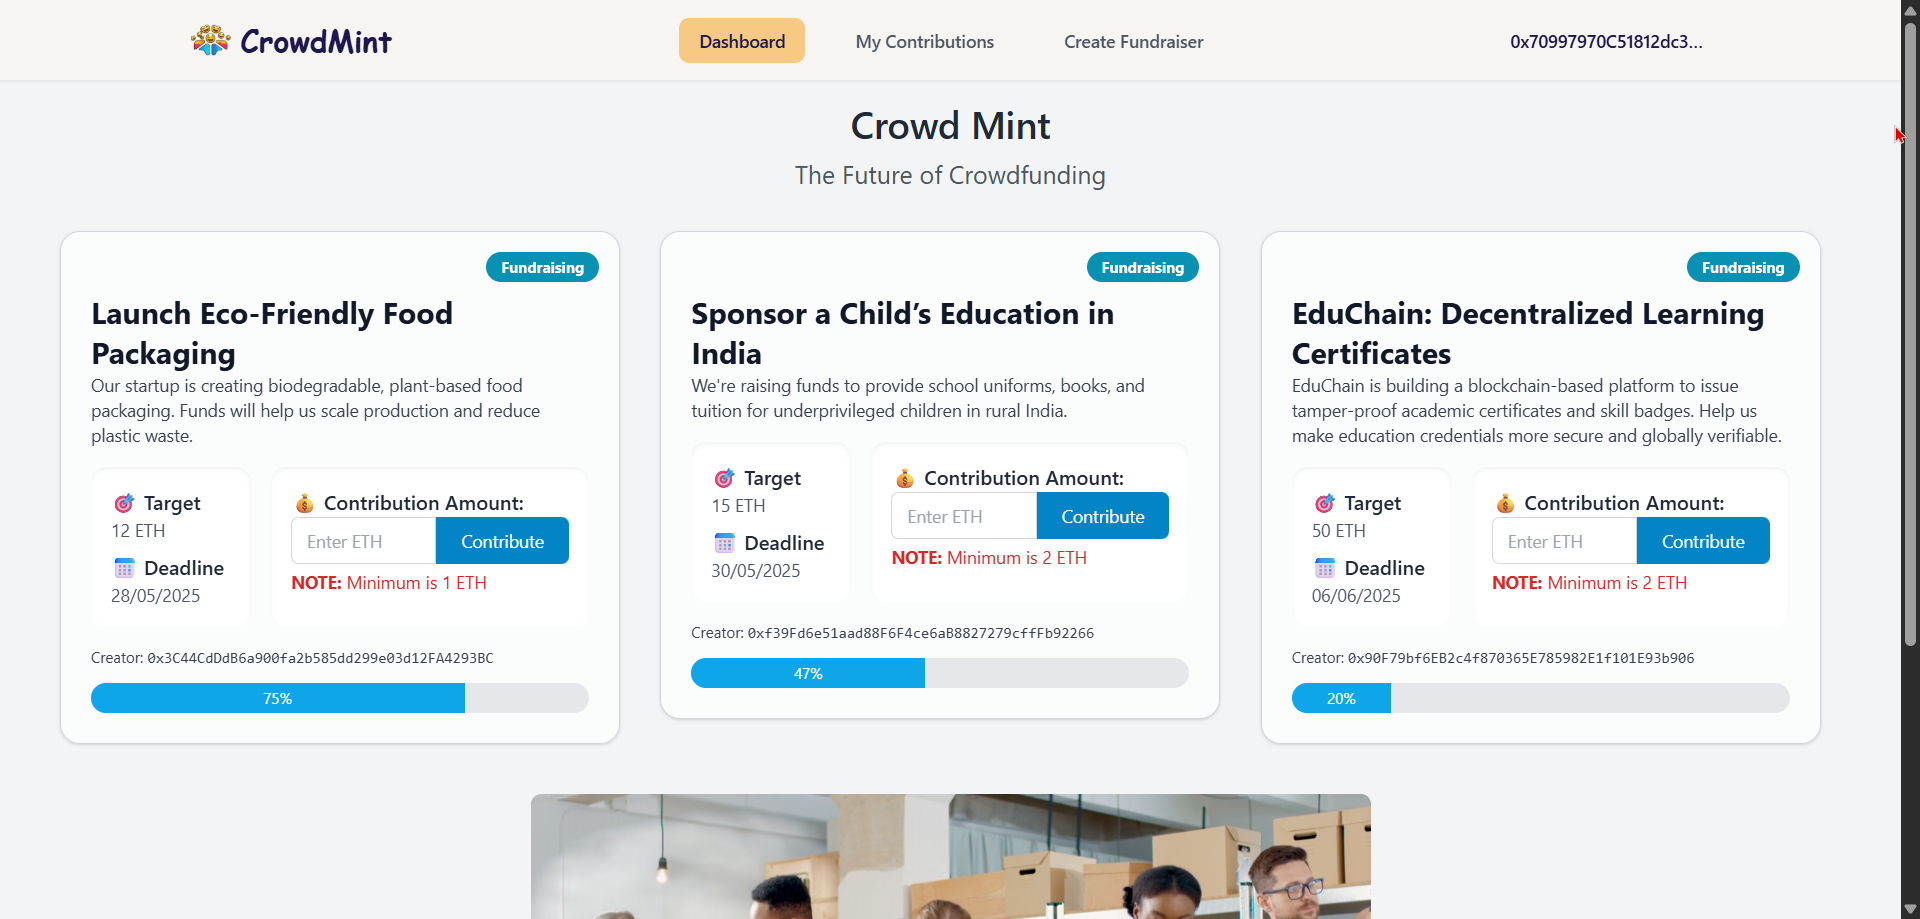 CrowdMint
Dashboard
My Contributions
Create Fundraiser
0x70997970C51812dc3...
Crowd Mint
The Future of Crowdfunding
Fundraising
Launch Eco-Friendly Food
Packaging
Our startup is creating biodegradable, plant-based food
packaging. Funds will help us scale production and reduce
plastic waste.
Target
12 ETH
Deadline
28/05/2025
Contribution Amount:
Enter ETH
Contribute
NOTE: Minimum is 1 ETH
Creator: 0x3C44CdDdB6a900fa2b585dd299e03d12FA4293BC
75%
Fundraising
Sponsor a Child’s Education in
India
We're raising funds to provide school uniforms, books, and
tuition for underprivileged children in rural India.
Target
15 ETH
Deadline
30/05/2025
Contribution Amount:
Enter ETH
Contribute
NOTE: Minimum is 2 ETH
Creator: 0xf39Fd6e51aad88F6F4ce6aB8827279cffFb92266
47%
Fundraising
EduChain: Decentralized Learning
Certificates
EduChain is building a blockchain-based platform to issue
tamper-proof academic certificates and skill badges. Help us
make education credentials more secure and globally verifiable.
Target
50 ETH
Deadline
06/06/2025
Contribution Amount:
Enter ETH
Contribute
NOTE: Minimum is 2 ETH
Creator: 0x90F79bf6EB2c4f870365E785982E1f101E93b906
20%